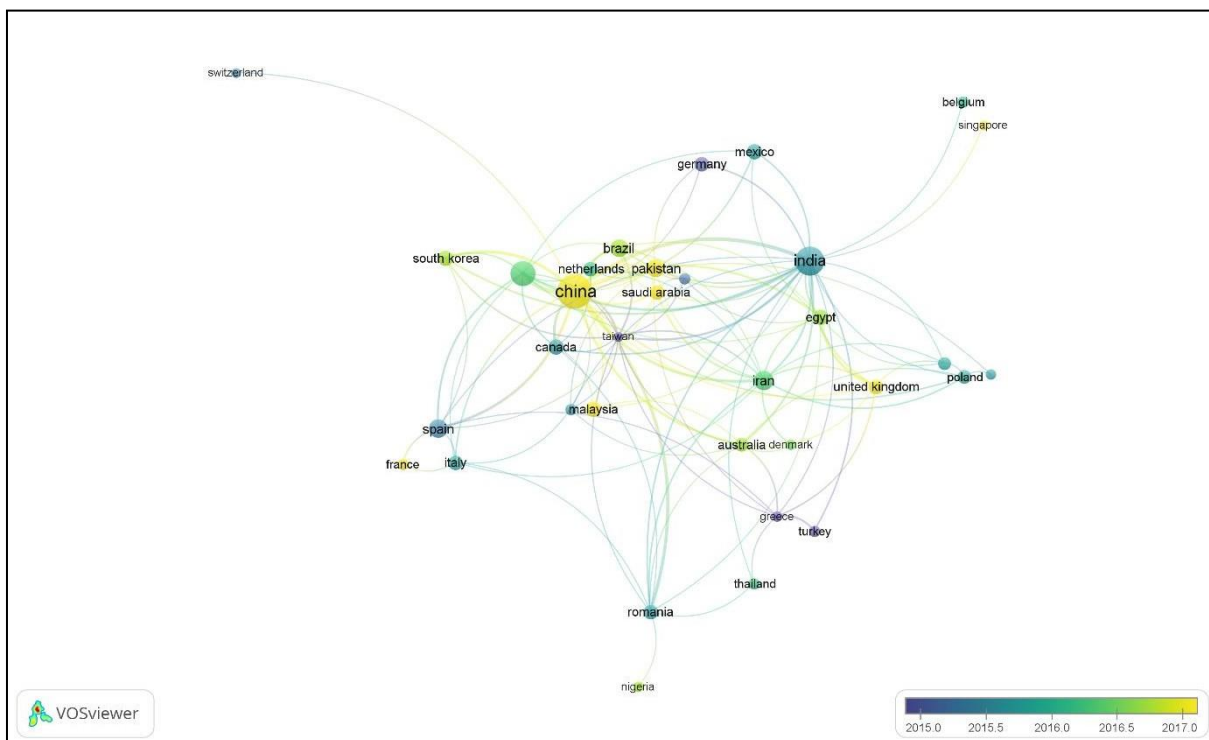 switzerland
belgium
singapore
mexico
germany
brazil
south korea
netherlands
pakistan
india
china
saudi arabia
egypt
taiwan
canada
iran
united kingdom
poland
malaysia
spain
australia
denmark
france
italy
greece
turkey
thailand
romania
nigeria
VOSviewer
2015.0 2015.5 2016.0 2016.5 2017.0